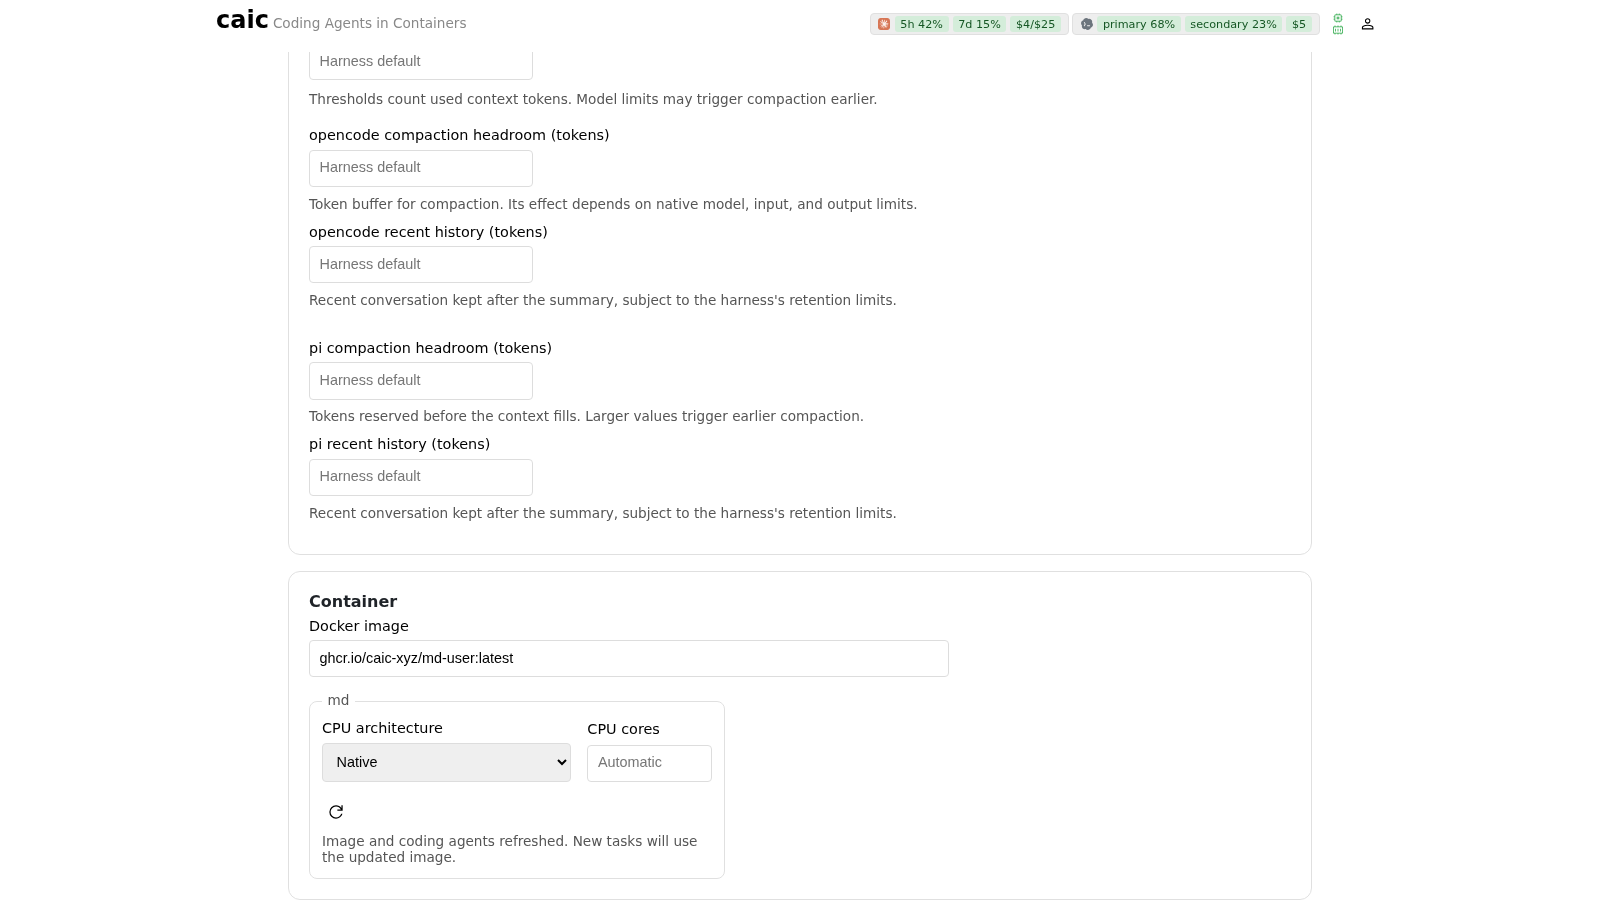 caic Coding Agents in Containers
5h 42% 7d 15% $4/$25 primary 68% secondary 23% $5
Harness default
Thresholds count used context tokens. Model limits may trigger compaction earlier.
opencode compaction headroom (tokens)
Harness default
Token buffer for compaction. Its effect depends on native model, input, and output limits.
opencode recent history (tokens)
Harness default
Recent conversation kept after the summary, subject to the harness's retention limits.
pi compaction headroom (tokens)
Harness default
Tokens reserved before the context fills. Larger values trigger earlier compaction.
pi recent history (tokens)
Harness default
Recent conversation kept after the summary, subject to the harness's retention limits.
Container
Docker image
ghcr.io/caic-xyz/md-user:latest
md
CPU architecture CPU cores
Native Automatic
Image and coding agents refreshed. New tasks will use
the updated image.